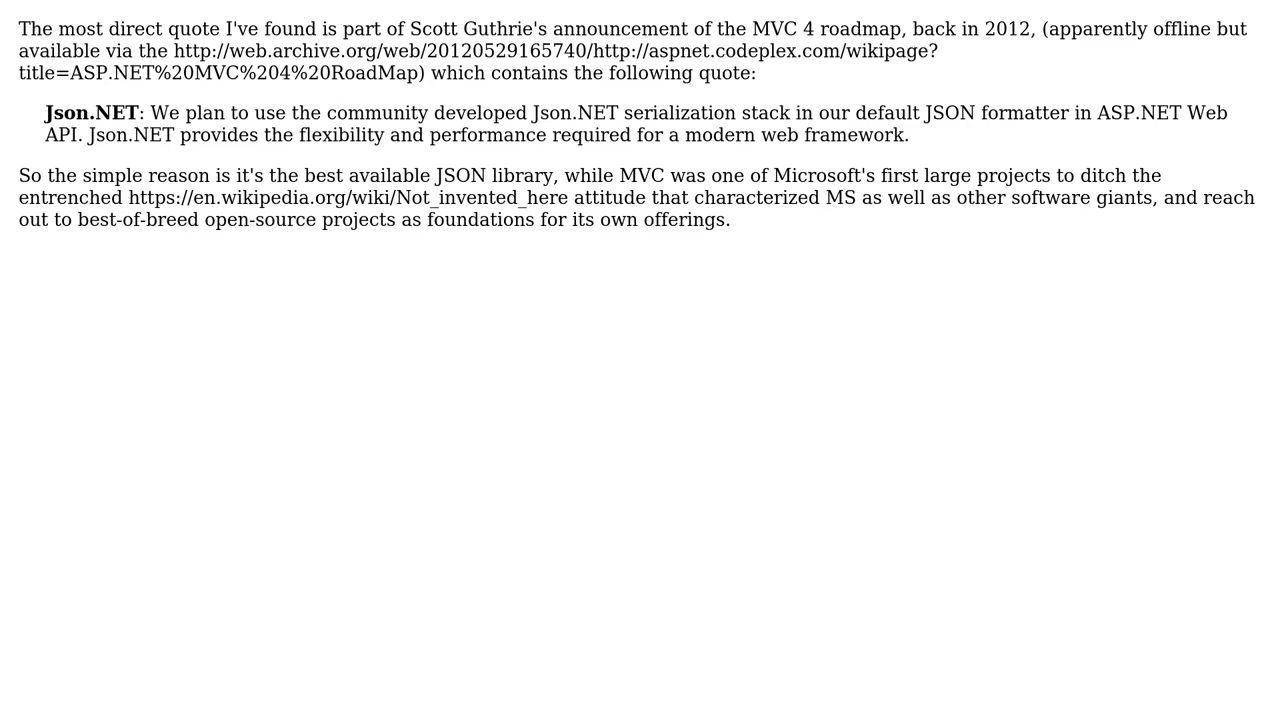 The most direct quote I've found is part of Scott Guthrie's announcement of the MVC 4 roadmap, back in 2012, (apparently offline but
available via the http://web.archive.org/web/20120529165740/http://aspnet.codeplex.com/wikipage?
title=ASP.NET%20MVC%204%20RoadMap) which contains the following quote:
Json.NET: We plan to use the community developed Json.NET serialization stack in our default JSON formatter in ASP.NET Web
API. Json.NET provides the flexibility and performance required for a modern web framework.
So the simple reason is it's the best available JSON library, while MVC was one of Microsoft's first large projects to ditch the
entrenched https://en.wikipedia.org/wiki/Not_invented_here attitude that characterized MS as well as other software giants, and reach
out to best-of-breed open-source projects as foundations for its own offerings.